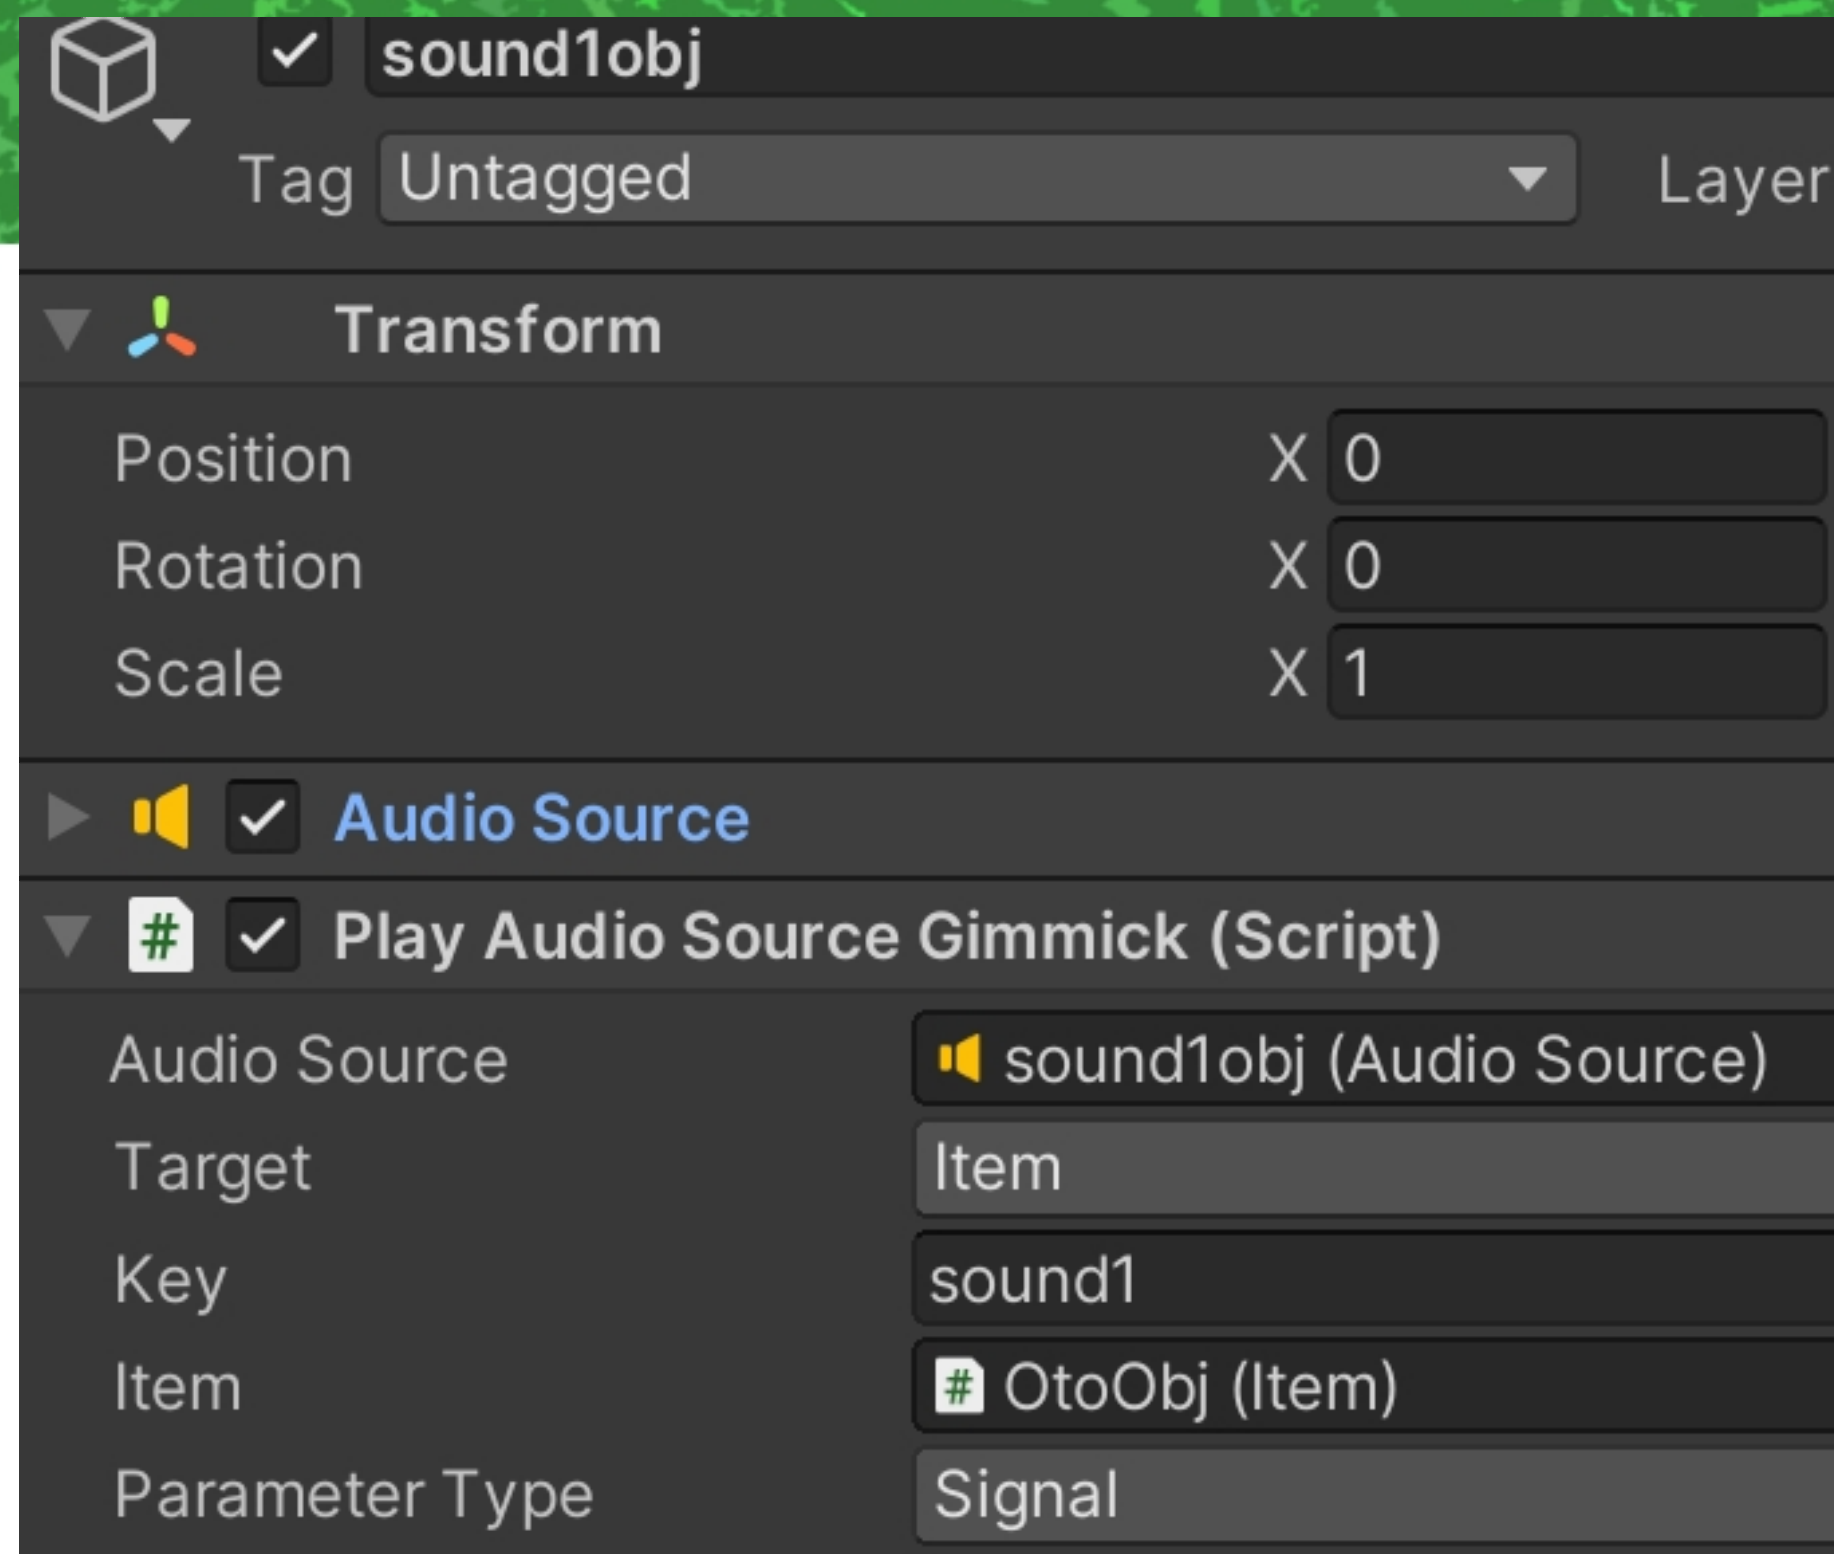 sound1obj
Tag Untagged Layer
Transform
Position X 0
Rotation X 0
Scale X 1
Audio Source
# Play Audio Source Gimmick (Script)
Audio Source sound1obj (Audio Source)
Target Item
Key sound1
Item # OtoObj (Item)
Parameter Type Signal